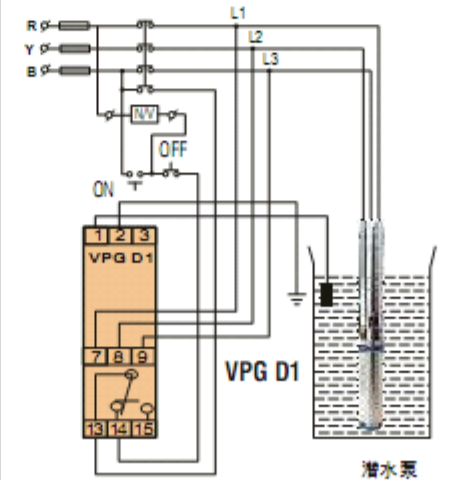 R
L1
Y
L2
B
L3
N/V
OFF
ON
1 2 3
VPG D1
7 8 9
VPG D1
13 14 15
潜水泵